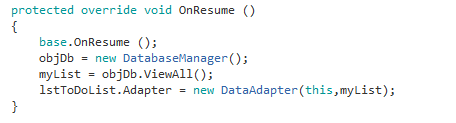 protected override void OnResume ()
{
base.OnResume ();
objDb = new DatabaseManager();
myList = objDb.ViewAll();
lstToDoList.Adapter = new DataAdapter(this,myList);
}